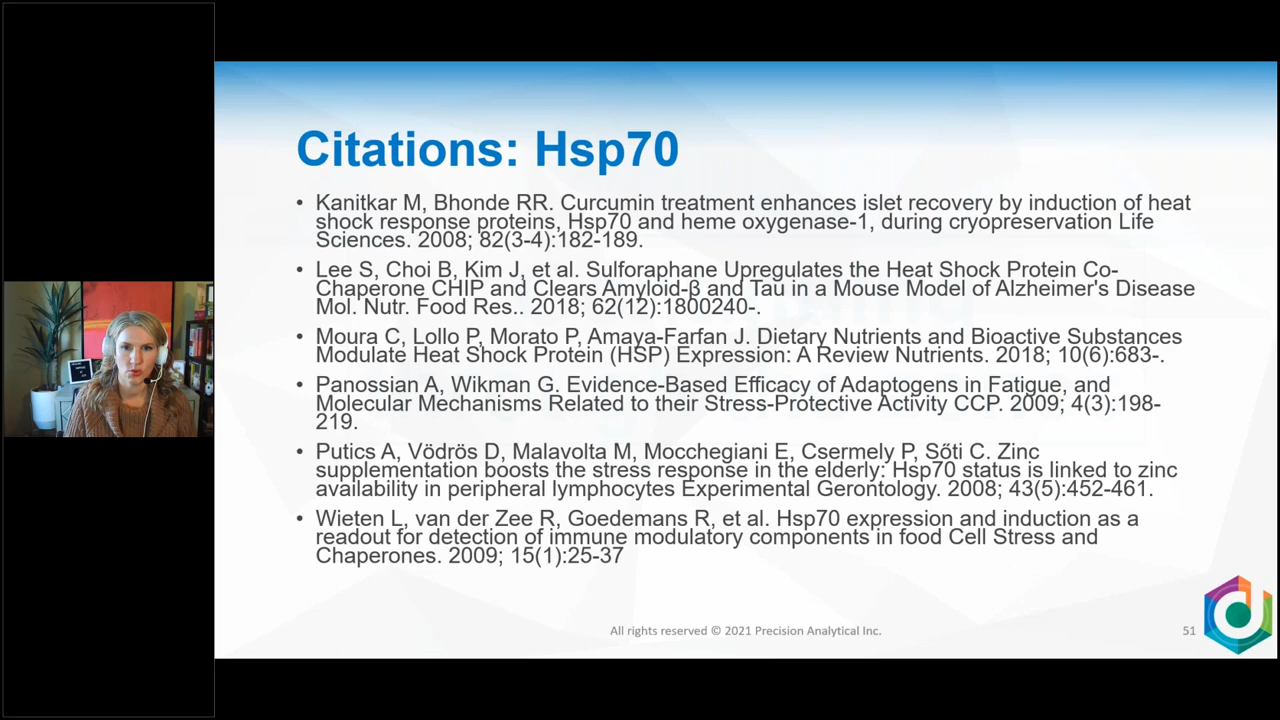 Citations: Hsp70
• Kanitkar M, Bhonde RR. Curcumin treatment enhances islet recovery by induction of heat
shock response proteins, Hsp70 and heme oxygenase-1, during cryopreservation Life
Sciences. 2008; 82(3-4):182-189.
• Lee S, Choi B, Kim J, et al. Sulforaphane Upregulates the Heat Shock Protein Co-
Chaperone CHIP and Clears Amyloid-β and Tau in a Mouse Model of Alzheimer's Disease
Mol. Nutr. Food Res.. 2018; 62(12):1800240-.
• Moura C, Lollo P, Morato P, Amaya-Farfan J. Dietary Nutrients and Bioactive Substances
Modulate Heat Shock Protein (HSP) Expression: A Review Nutrients. 2018; 10(6):683-.
• Panossian A, Wikman G. Evidence-Based Efficacy of Adaptogens in Fatigue, and
Molecular Mechanisms Related to their Stress-Protective Activity CCP. 2009; 4(3):198-
219.
• Putics A, Vödrös D, Malavolta M, Mocchegiani E, Csermely P, Sőti C. Zinc
supplementation boosts the stress response in the elderly: Hsp70 status is linked to zinc
availability in peripheral lymphocytes Experimental Gerontology. 2008; 43(5):452-461.
• Wieten L, van der Zee R, Goedemans R, et al. Hsp70 expression and induction as a
readout for detection of immune modulatory components in food Cell Stress and
Chaperones. 2009; 15(1):25-37
All rights reserved © 2021 Precision Analytical Inc.
51